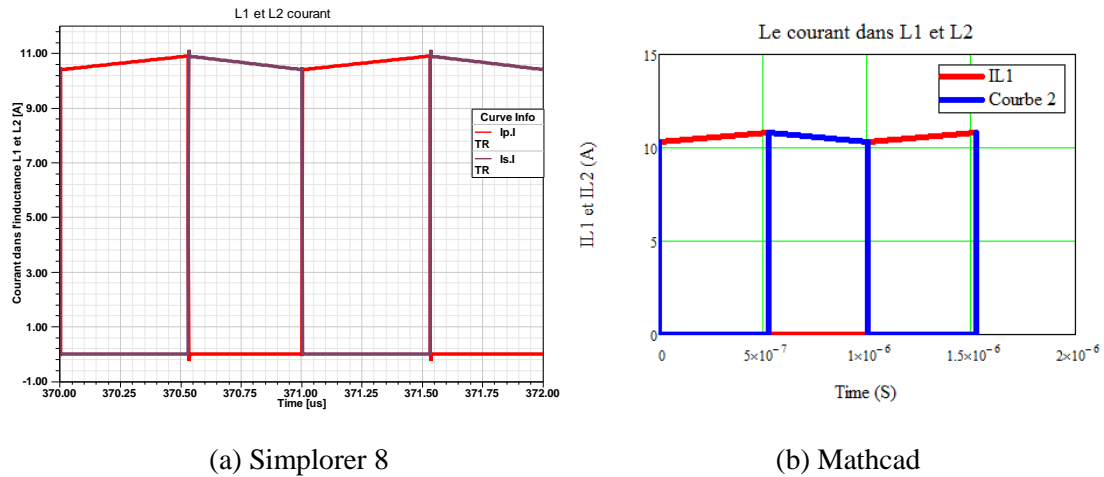 L1 et L2 courant
Courant dans l'inductance L1 et L2 [A]
11.00
9.00
7.00
5.00
3.00
1.00
-1.00
370.00 370.25 370.50 370.75 371.00 371.25 371.50 371.75 372.00
Time [us]
Curve Info
Ip.I
TR
Is.I
TR
(a) Simplorer 8
Le courant dans L1 et L2
IL1 et IL2 (A)
15
10
5
0
IL1
Courbe 2
0 5×10⁻⁷ 1×10⁻⁶ 1.5×10⁻⁶ 2×10⁻⁶
Time (S)
(b) Mathcad